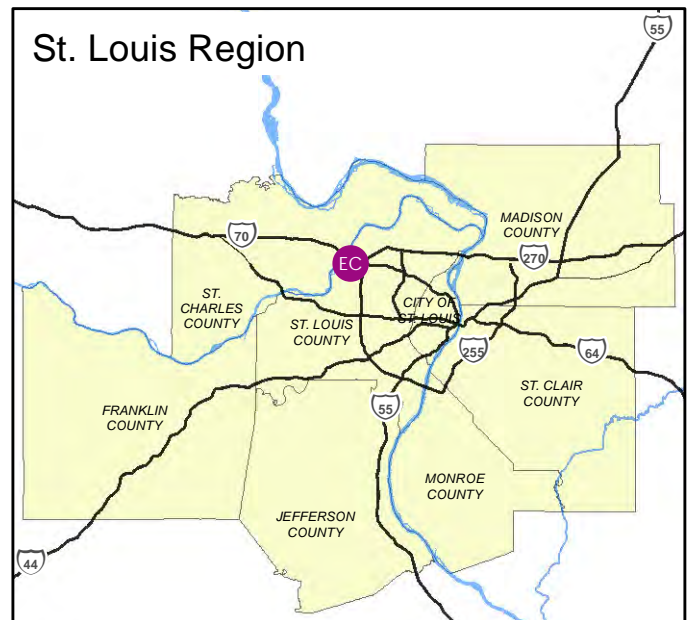 St. Louis Region
55
MADISON
COUNTY
70
270
EC
ST.
CHARLES
COUNTY
CITY OF
ST. LOUIS
ST. LOUIS
COUNTY
255
64
ST. CLAIR
COUNTY
FRANKLIN
COUNTY
55
MONROE
COUNTY
JEFFERSON
COUNTY
44